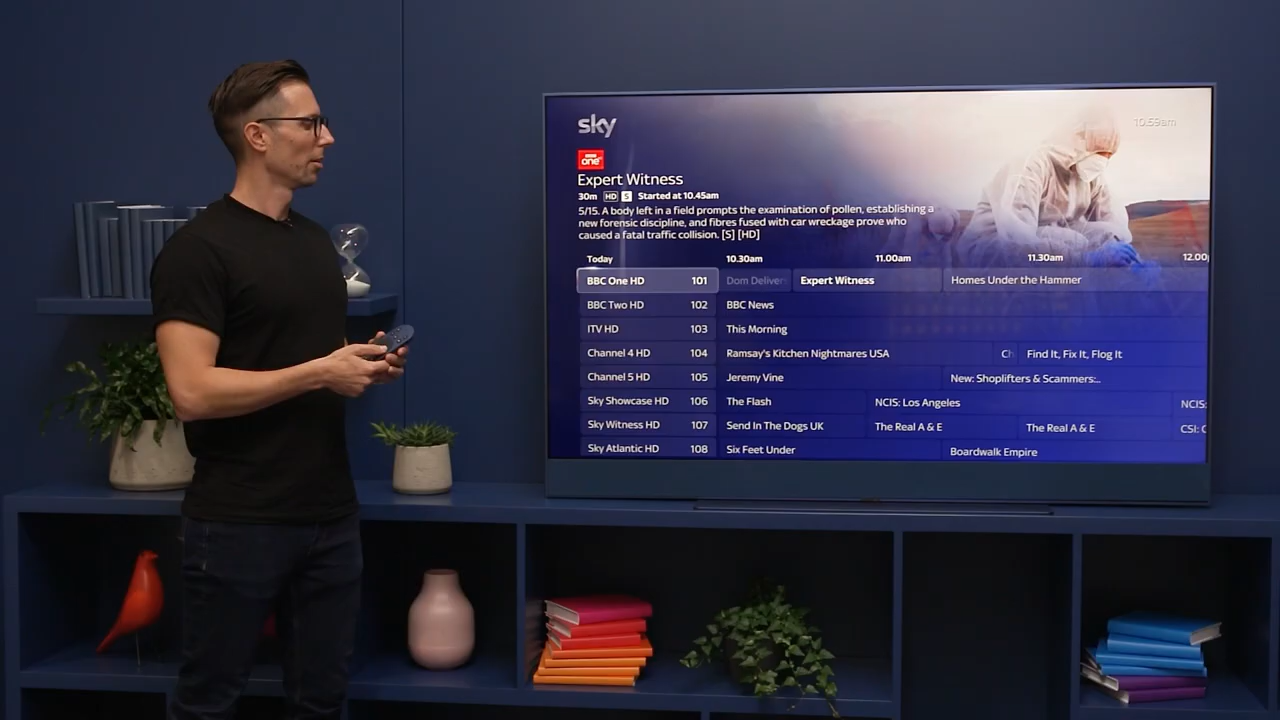 sky
10.59am
BBC
one
Expert Witness
30m HD S Started at 10.45am
5/15. A body left in a field prompts the examination of pollen, establishing a
new forensic discipline, and fibres fused with car wreckage prove who
caused a fatal traffic collision. [S] [HD]
Today 10.30am 11.00am 11.30am 12.00p
BBC One HD 101 Dom Delivers Expert Witness Homes Under the Hammer
BBC Two HD 102 BBC News
ITV HD 103 This Morning
Channel 4 HD 104 Ramsay's Kitchen Nightmares USA Ch Find It, Fix It, Flog It
Channel 5 HD 105 Jeremy Vine New: Shoplifters & Scammers:..
Sky Showcase HD 106 The Flash NCIS: Los Angeles NCIS:
Sky Witness HD 107 Send In The Dogs UK The Real A & E The Real A & E CSI: C
Sky Atlantic HD 108 Six Feet Under Boardwalk Empire